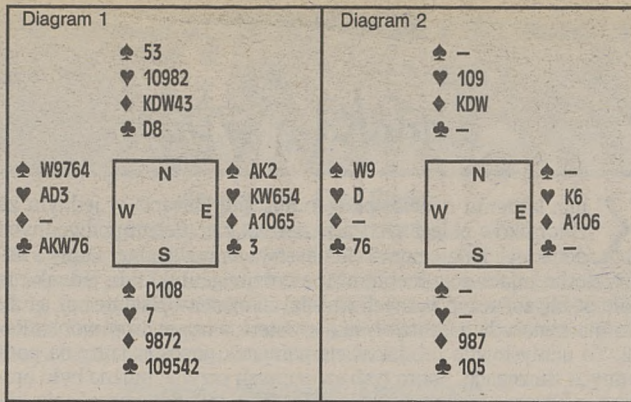 Diagram 1
♠ 53
♥ 10982
♦ KDW43
♣ D8
♠ W9764
♥ AD3
♦ –
♣ AKW76
N
W E
S
♠ AK2
♥ KW654
♦ A1065
♣ 3
♠ D108
♥ 7
♦ 9872
♣ 109542
Diagram 2
♠ –
♥ 109
♦ KDW
♣ –
♠ W9
♥ D
♦ –
♣ 76
N
W E
S
♠ –
♥ K6
♦ A106
♣ –
♠ –
♥ –
♦ 987
♣ 105